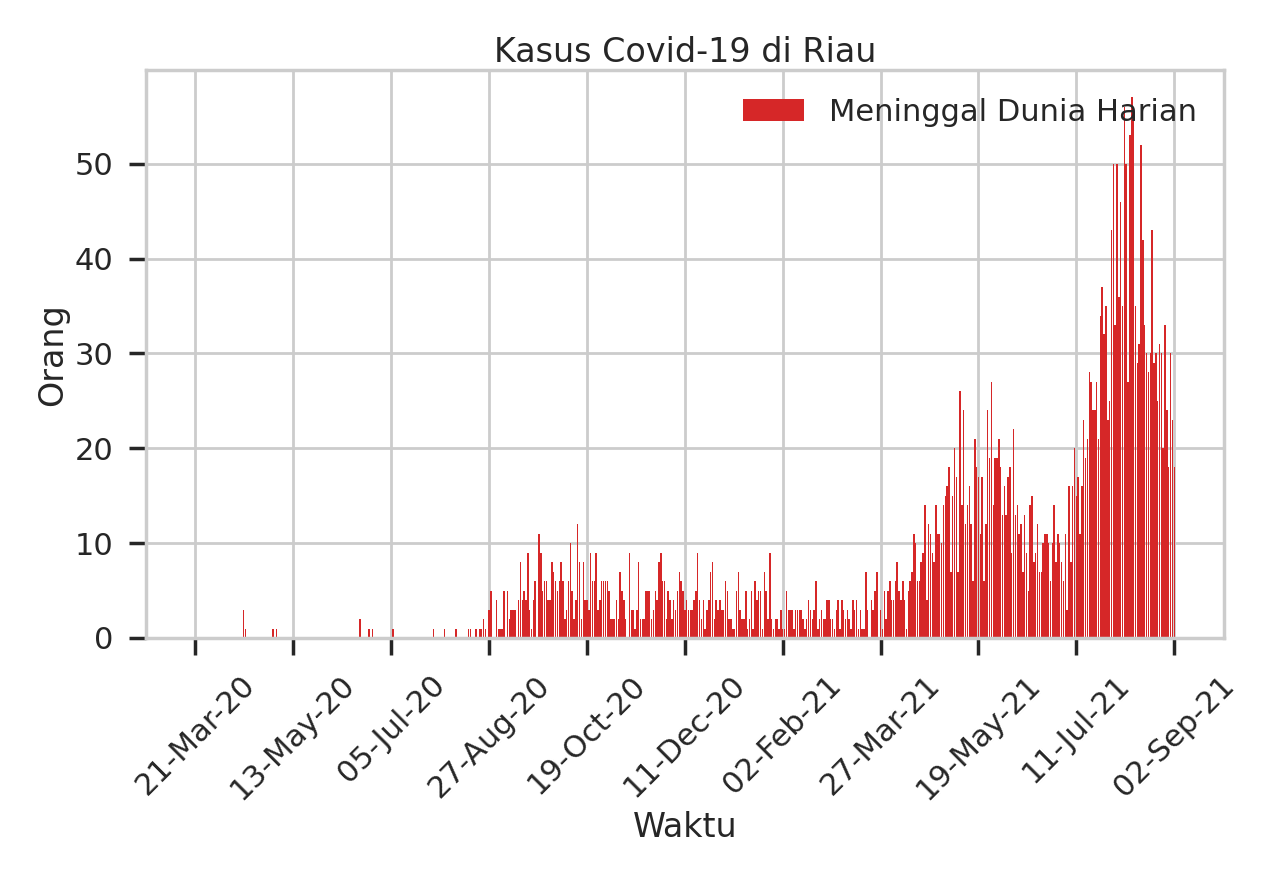 Kasus Covid-19 di Riau
Meninggal Dunia Harian
50
40
30
20
10
0
Orang
21-Mar-20
13-May-20
05-Jul-20
27-Aug-20
19-Oct-20
11-Dec-20
02-Feb-21
27-Mar-21
19-May-21
11-Jul-21
02-Sep-21
Waktu